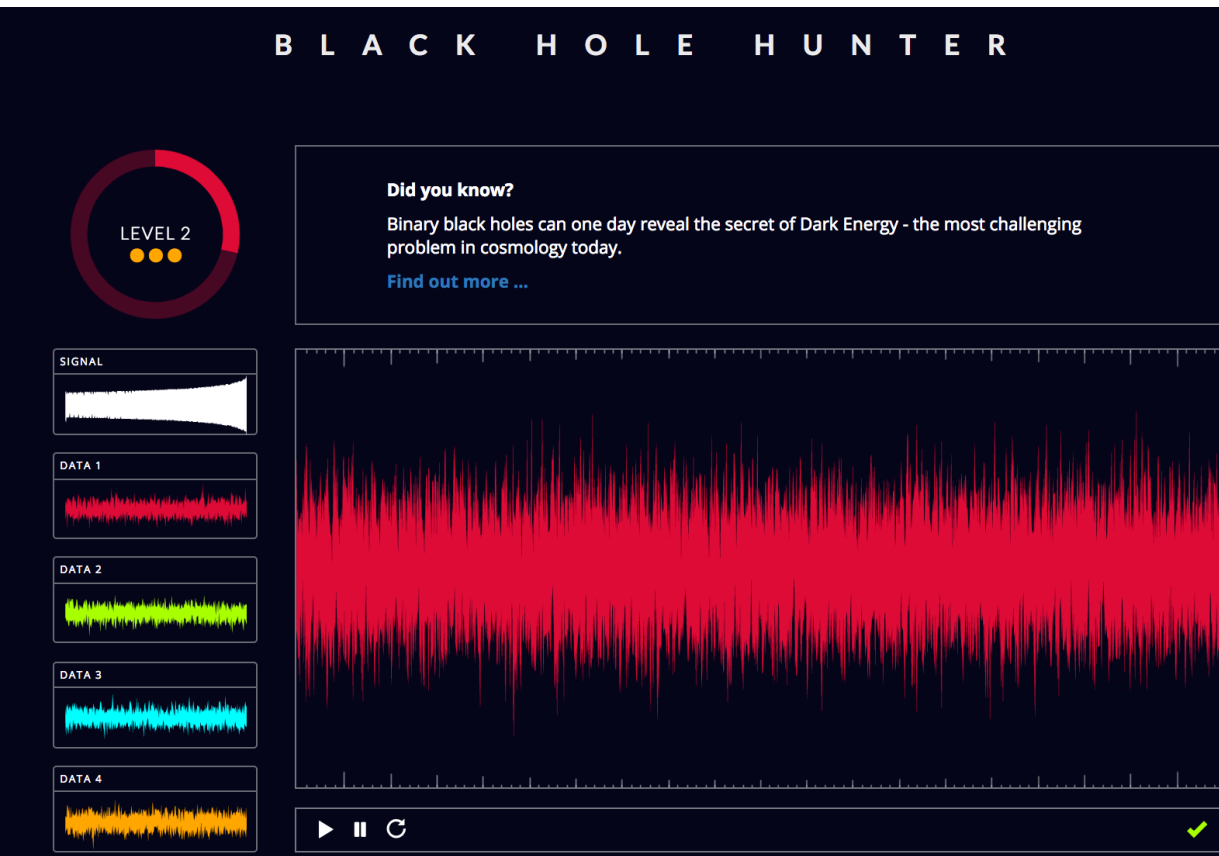 BLACK HOLE HUNTER
LEVEL 2
Did you know?
Binary black holes can one day reveal the secret of Dark Energy - the most challenging
problem in cosmology today.
Find out more ...
SIGNAL
DATA 1
DATA 2
DATA 3
DATA 4